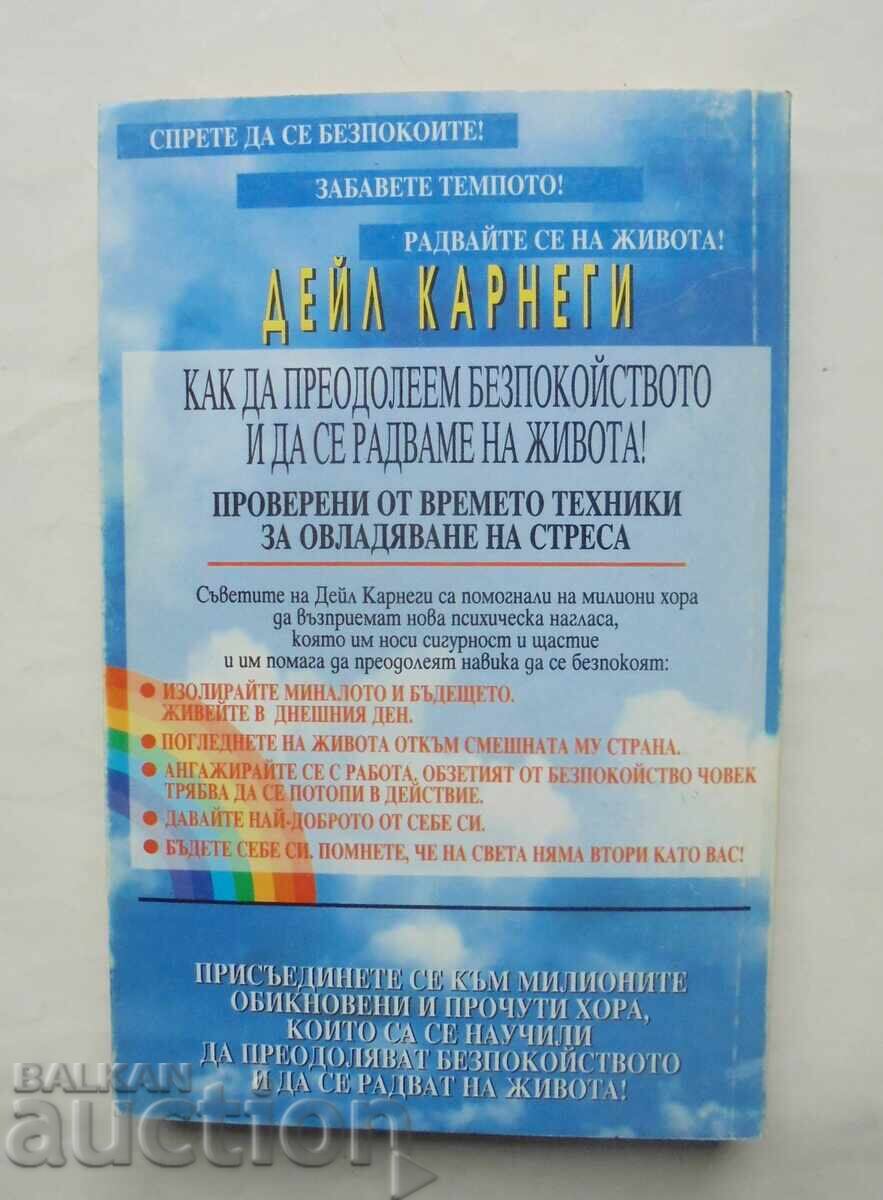 СПРЕТЕ ДА СЕ БЕЗПОКОИТЕ!
ЗАБАВЕТЕ ТЕМПОТО!
РАДВАЙТЕ СЕ НА ЖИВОТА!
ДЕЙЛ КАРНЕГИ
КАК ДА ПРЕОДОЛЕЕМ БЕЗПОКОЙСТВОТО
И ДА СЕ РАДВАМЕ НА ЖИВОТА!
ПРОВЕРЕНИ ОТ ВРЕМЕТО ТЕХНИКИ
ЗА ОВЛАДЯВАНЕ НА СТРЕСА
Съветите на Дейл Карнеги са помогнали на милиони хора
да възприемат нова психическа нагласа,
която им носи сигурност и щастие
и им помага да преодолеят навика да се безпокоят:
● ИЗОЛИРАЙТЕ МИНАЛОТО И БЪДЕЩЕТО.
ЖИВЕЙТЕ В ДНЕШНИЯ ДЕН.
● ПОГЛЕДНЕТЕ НА ЖИВОТА ОТКЪМ СМЕШНАТА МУ СТРАНА.
● АНГАЖИРАЙТЕ СЕ С РАБОТА. ОБЗЕТИЯТ ОТ БЕЗПОКОЙСТВО ЧОВЕК
ТРЯБВА ДА СЕ ПОТОПИ В ДЕЙСТВИЕ.
● ДАВАЙТЕ НАЙ-ДОБРОТО ОТ СЕБЕ СИ.
● БЪДЕТЕ СЕБЕ СИ. ПОМНЕТЕ, ЧЕ НА СВЕТА НЯМА ВТОРИ КАТО ВАС!
ПРИСЪЕДИНЕТЕ СЕ КЪМ МИЛИОНИТЕ
ОБИКНОВЕНИ И ПРОЧУТИ ХОРА,
КОИТО СА СЕ НАУЧИЛИ
ДА ПРЕОДОЛЯВАТ БЕЗПОКОЙСТВОТО
И ДА СЕ РАДВАТ НА ЖИВОТА!
BALKAN
auction